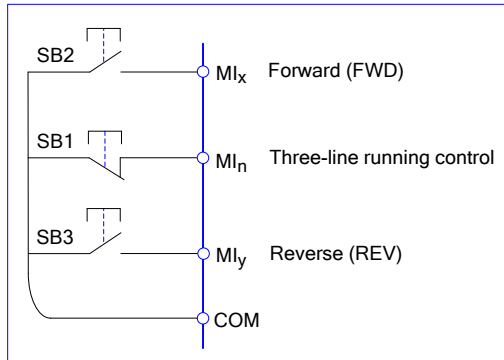 SB2
MIx Forward (FWD)
SB1
MIn Three-line running control
SB3
MIy Reverse (REV)
COM